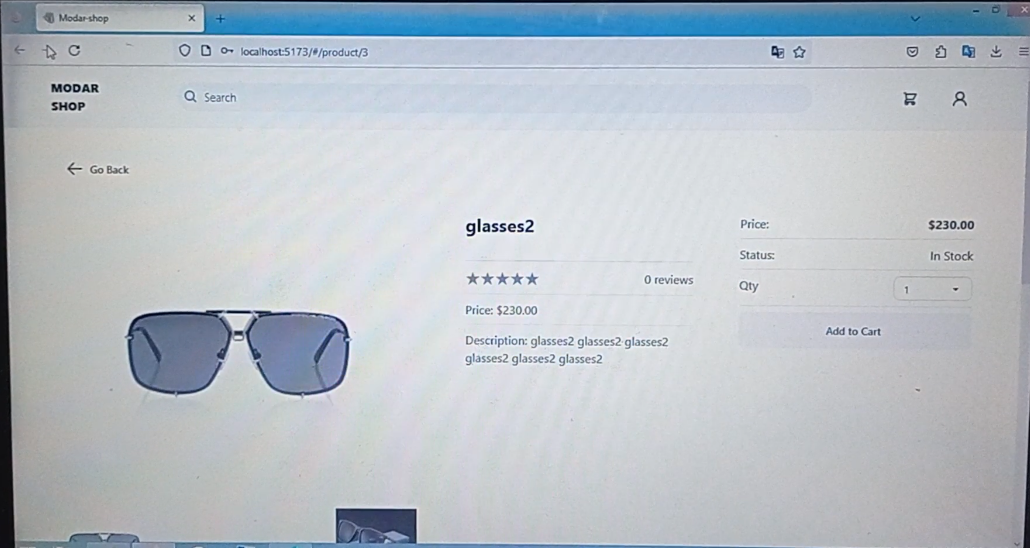 Modar-shop
localhost:5173/#/product/3
MODAR
SHOP
Search
Go Back
glasses2
0 reviews
Price: $230.00
Description: glasses2 glasses2 glasses2
glasses2 glasses2 glasses2
Price:
$230.00
Status:
In Stock
Qty
1
Add to Cart